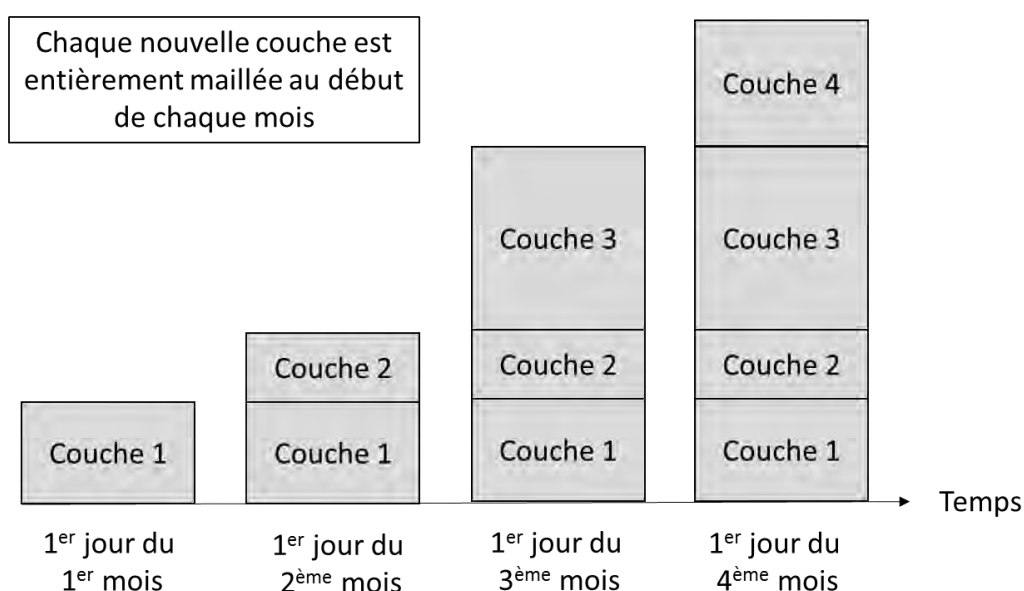 Chaque nouvelle couche est
entièrement maillée au début
de chaque mois
Couche 4
Couche 3
Couche 3
Couche 2
Couche 2
Couche 2
Couche 1
Couche 1
Couche 1
Couche 1
Temps
1er jour du
1er mois
1er jour du
2ème mois
1er jour du
3ème mois
1er jour du
4ème mois